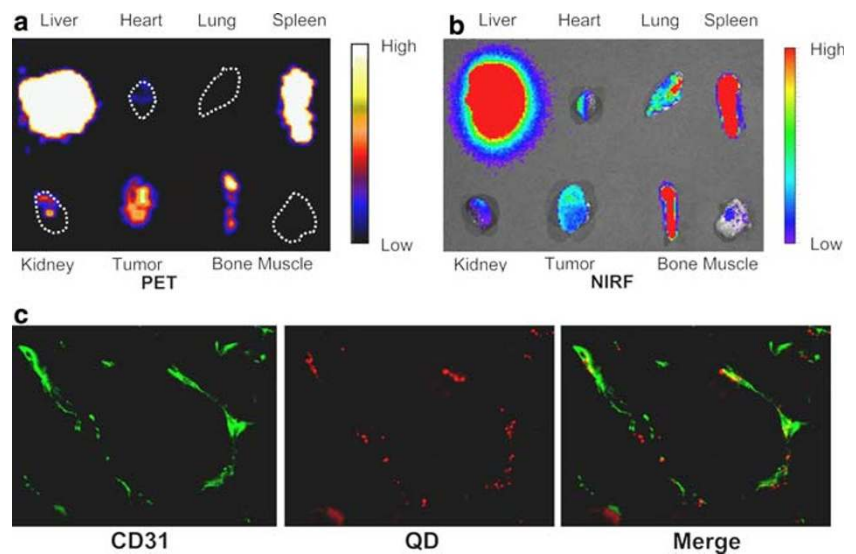 a
Liver Heart Lung Spleen
High
Low
Kidney Tumor Bone Muscle
PET
b
Liver Heart Lung Spleen
High
Low
Kidney Tumor Bone Muscle
NIRF
c
CD31 QD Merge